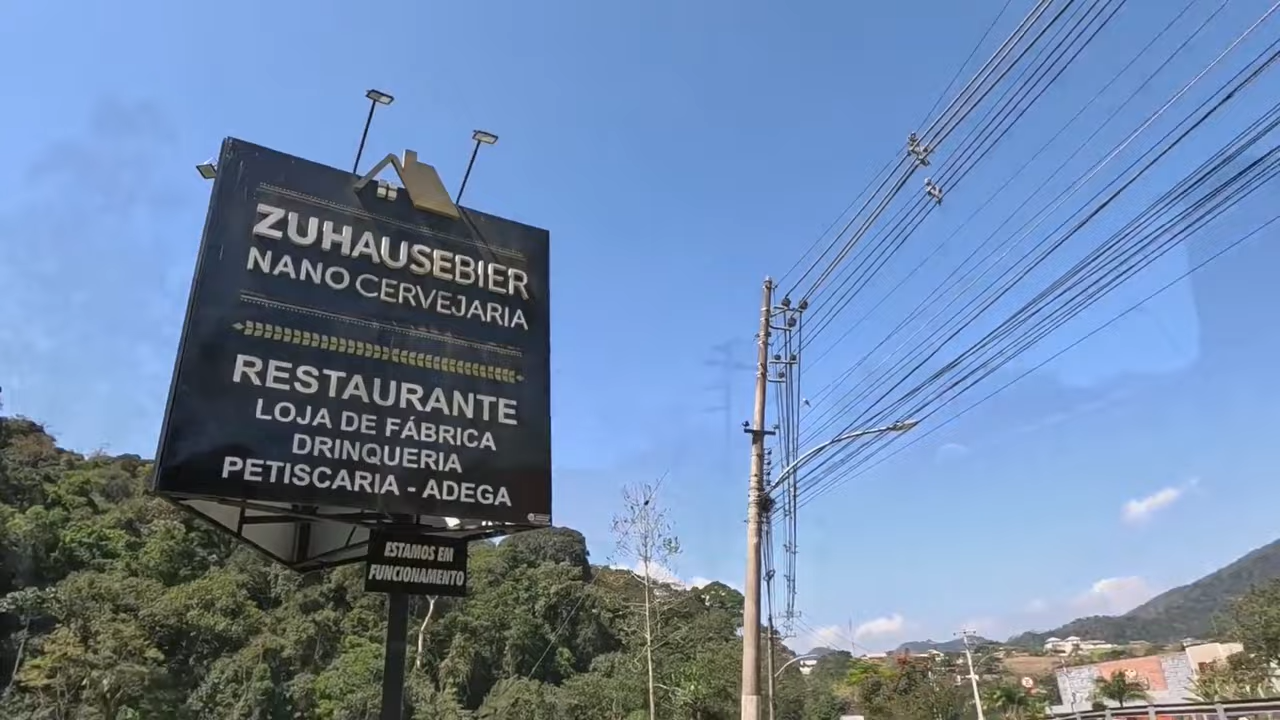 ZUHAUSEBIER
NANO CERVEJARIA
RESTAURANTE
LOJA DE FÁBRICA
DRINQUERIA
PETISCARIA - ADEGA
ESTAMOS EM
FUNCIONAMENTO